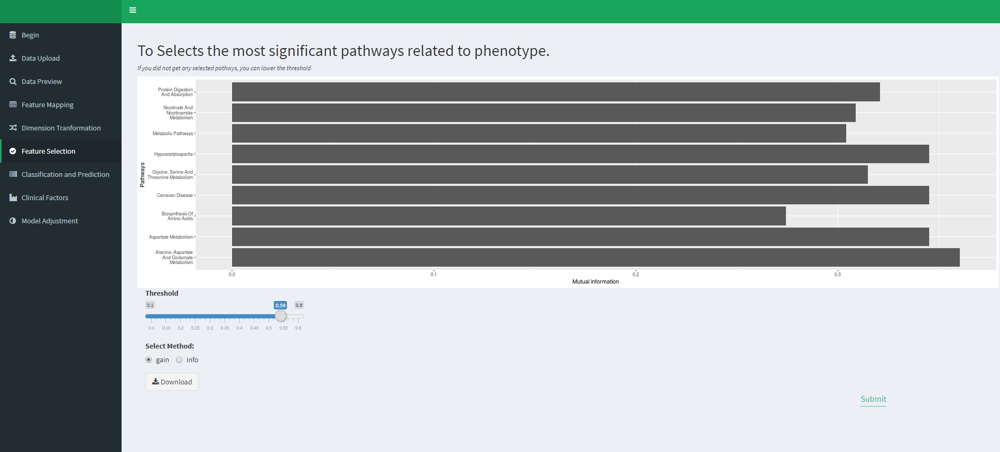 Begin
Data Upload
Data Preview
Feature Mapping
Dimension Tranformation
Feature Selection
Classification and Prediction
Clinical Factors
Model Adjustment
To Selects the most significant pathways related to phenotype.
If you did not get any selected pathwys, you can lower the threshold
Pathways
Protein Digestion
And Absorption
Nicotinate And
Nicotinamide
Metabolism
Metabolic Pathways
Hypoacetylaspartia
Glycine, Serine And
Threonine Metabolism
Canavan Disease
Biosynthesis Of
Amino Acids
Aspartate Metabolism
Alanine, Aspartate
And Glutamate
Metabolism
0.0 0.1 0.2 0.3
Mutual information
Threshold
0.1 0.54 0.6
0.1 0.15 0.2 0.25 0.3 0.35 0.4 0.45 0.5 0.55 0.6
Select Method:
gain info
Download
Submit